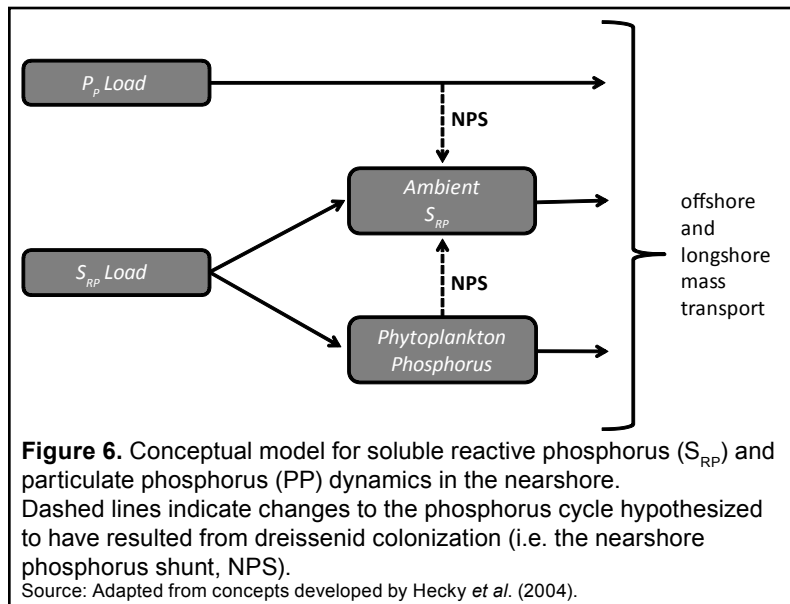 P_P Load
NPS
Ambient
S_RP
offshore
and
longshore
mass
transport
S_RP Load
NPS
Phytoplankton
Phosphorus
Figure 6. Conceptual model for soluble reactive phosphorus (S_RP) and
particulate phosphorus (PP) dynamics in the nearshore.
Dashed lines indicate changes to the phosphorus cycle hypothesized
to have resulted from dreissenid colonization (i.e. the nearshore
phosphorus shunt, NPS).
Source: Adapted from concepts developed by Hecky et al. (2004).